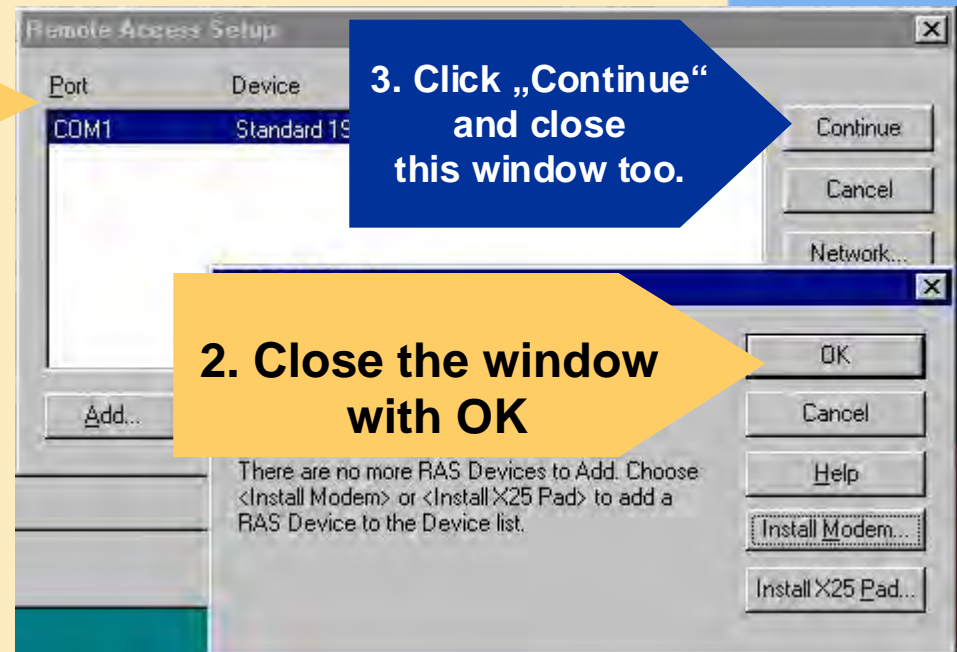 Remote Access Setup
Port Device
COM1 Standard 19
3. Click „Continue“
and close
this window too.
Continue
Cancel
Network...
2. Close the window
with OK
OK
Cancel
Help
Install Modem...
Install X25 Pad...
Add...
There are no more RAS Devices to Add. Choose
<Install Modem> or <Install X25 Pad> to add a
RAS Device to the Device list.